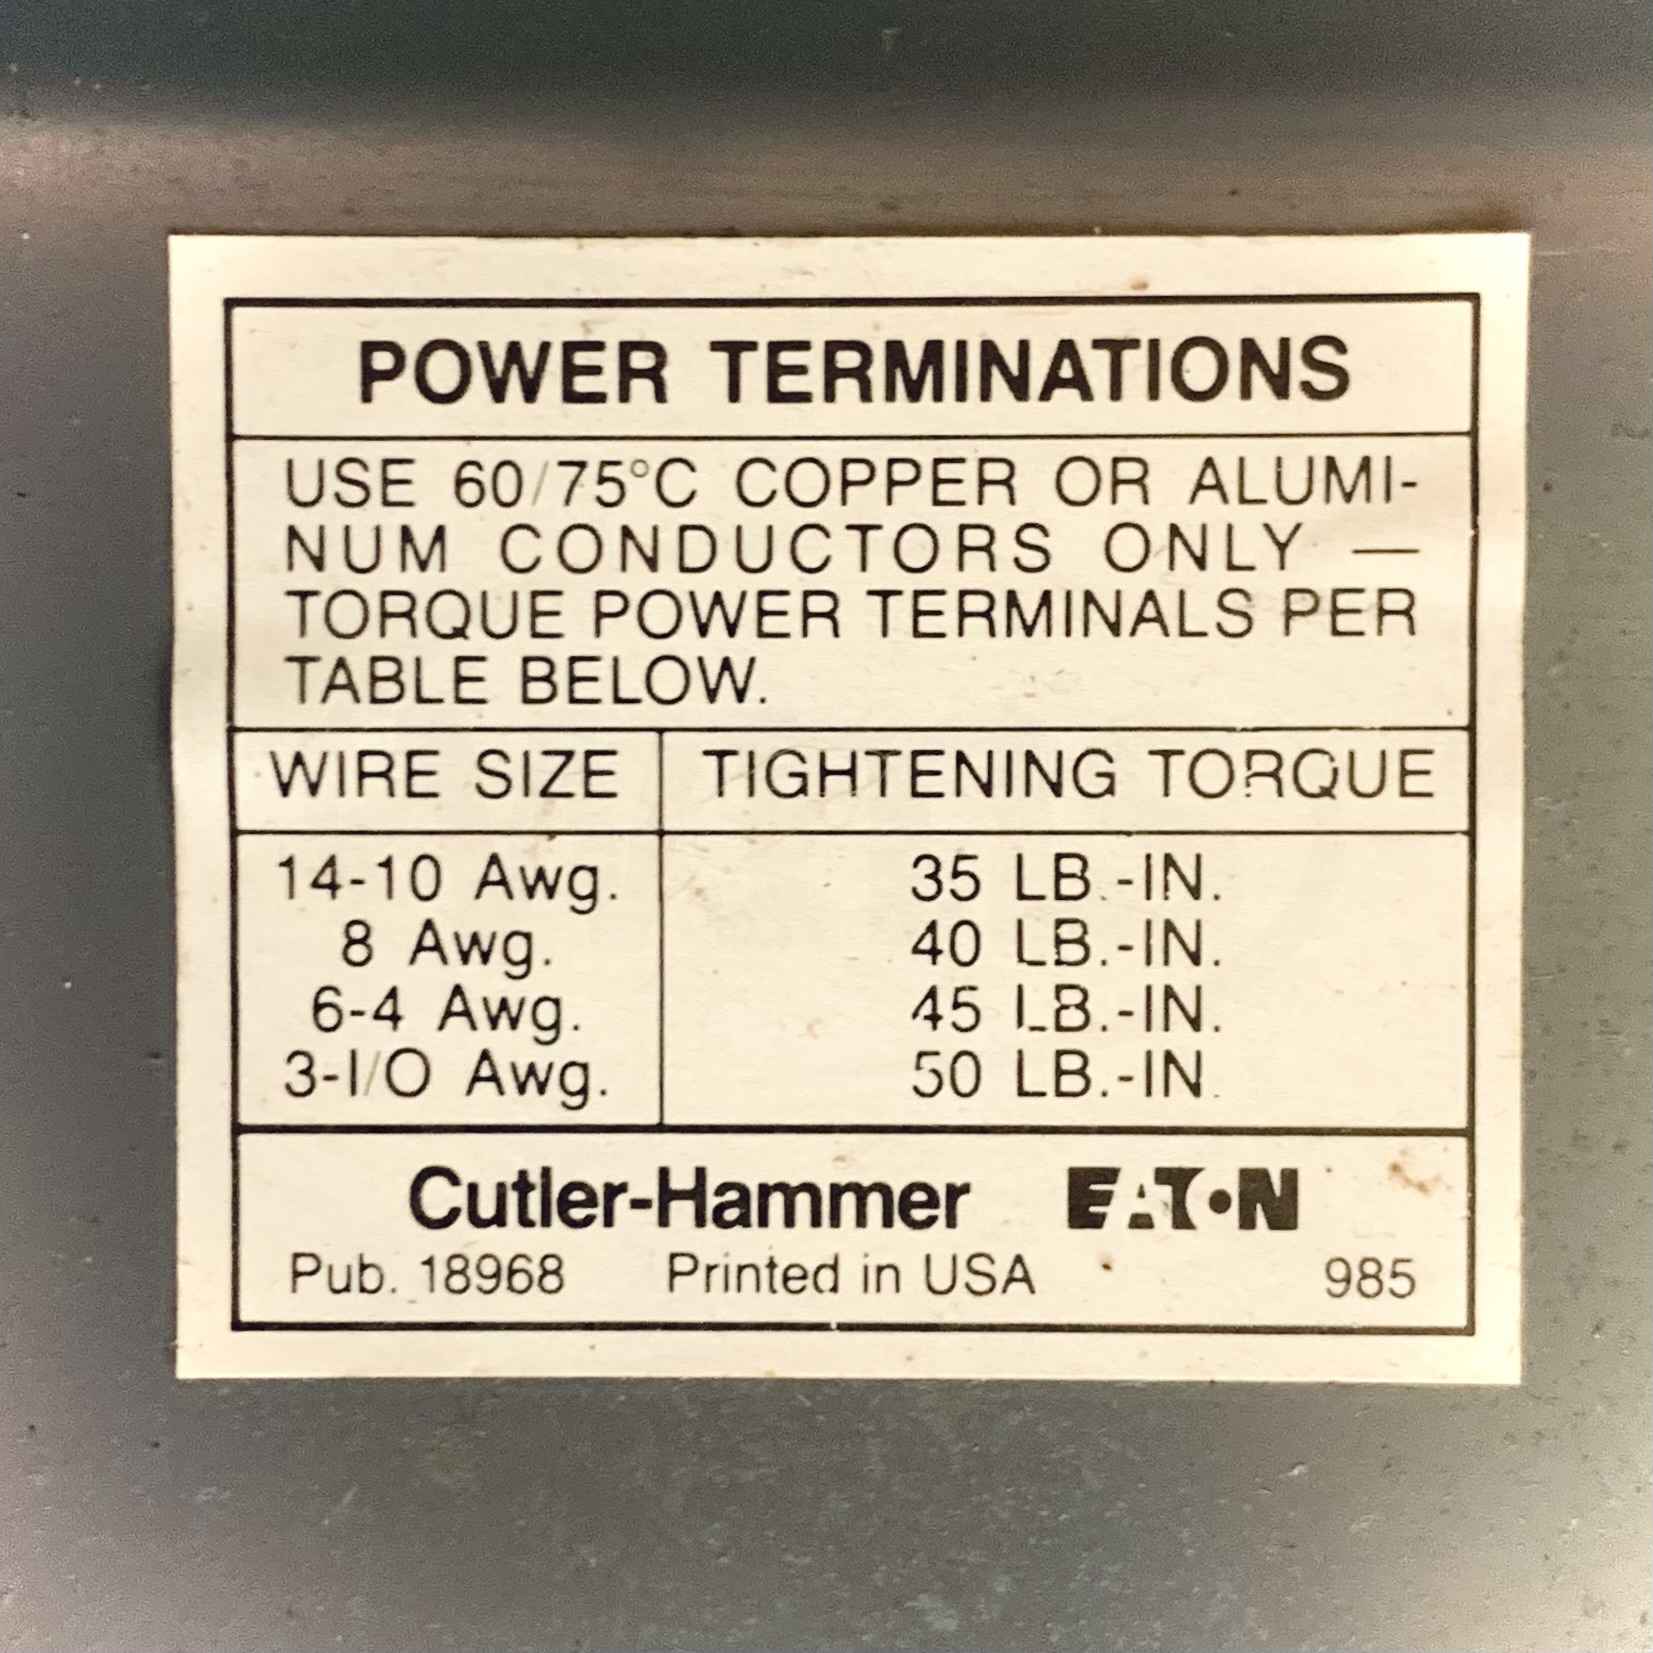 POWER TERMINATIONS
USE 60/75°C COPPER OR ALUMI-
NUM CONDUCTORS ONLY —
TORQUE POWER TERMINALS PER
TABLE BELOW.
WIRE SIZE TIGHTENING TORQUE
14-10 Awg. 35 LB.-IN.
8 Awg. 40 LB.-IN.
6-4 Awg. 45 LB.-IN.
3-I/O Awg. 50 LB.-IN.
Cutler-Hammer EATON
Pub. 18968 Printed in USA 985